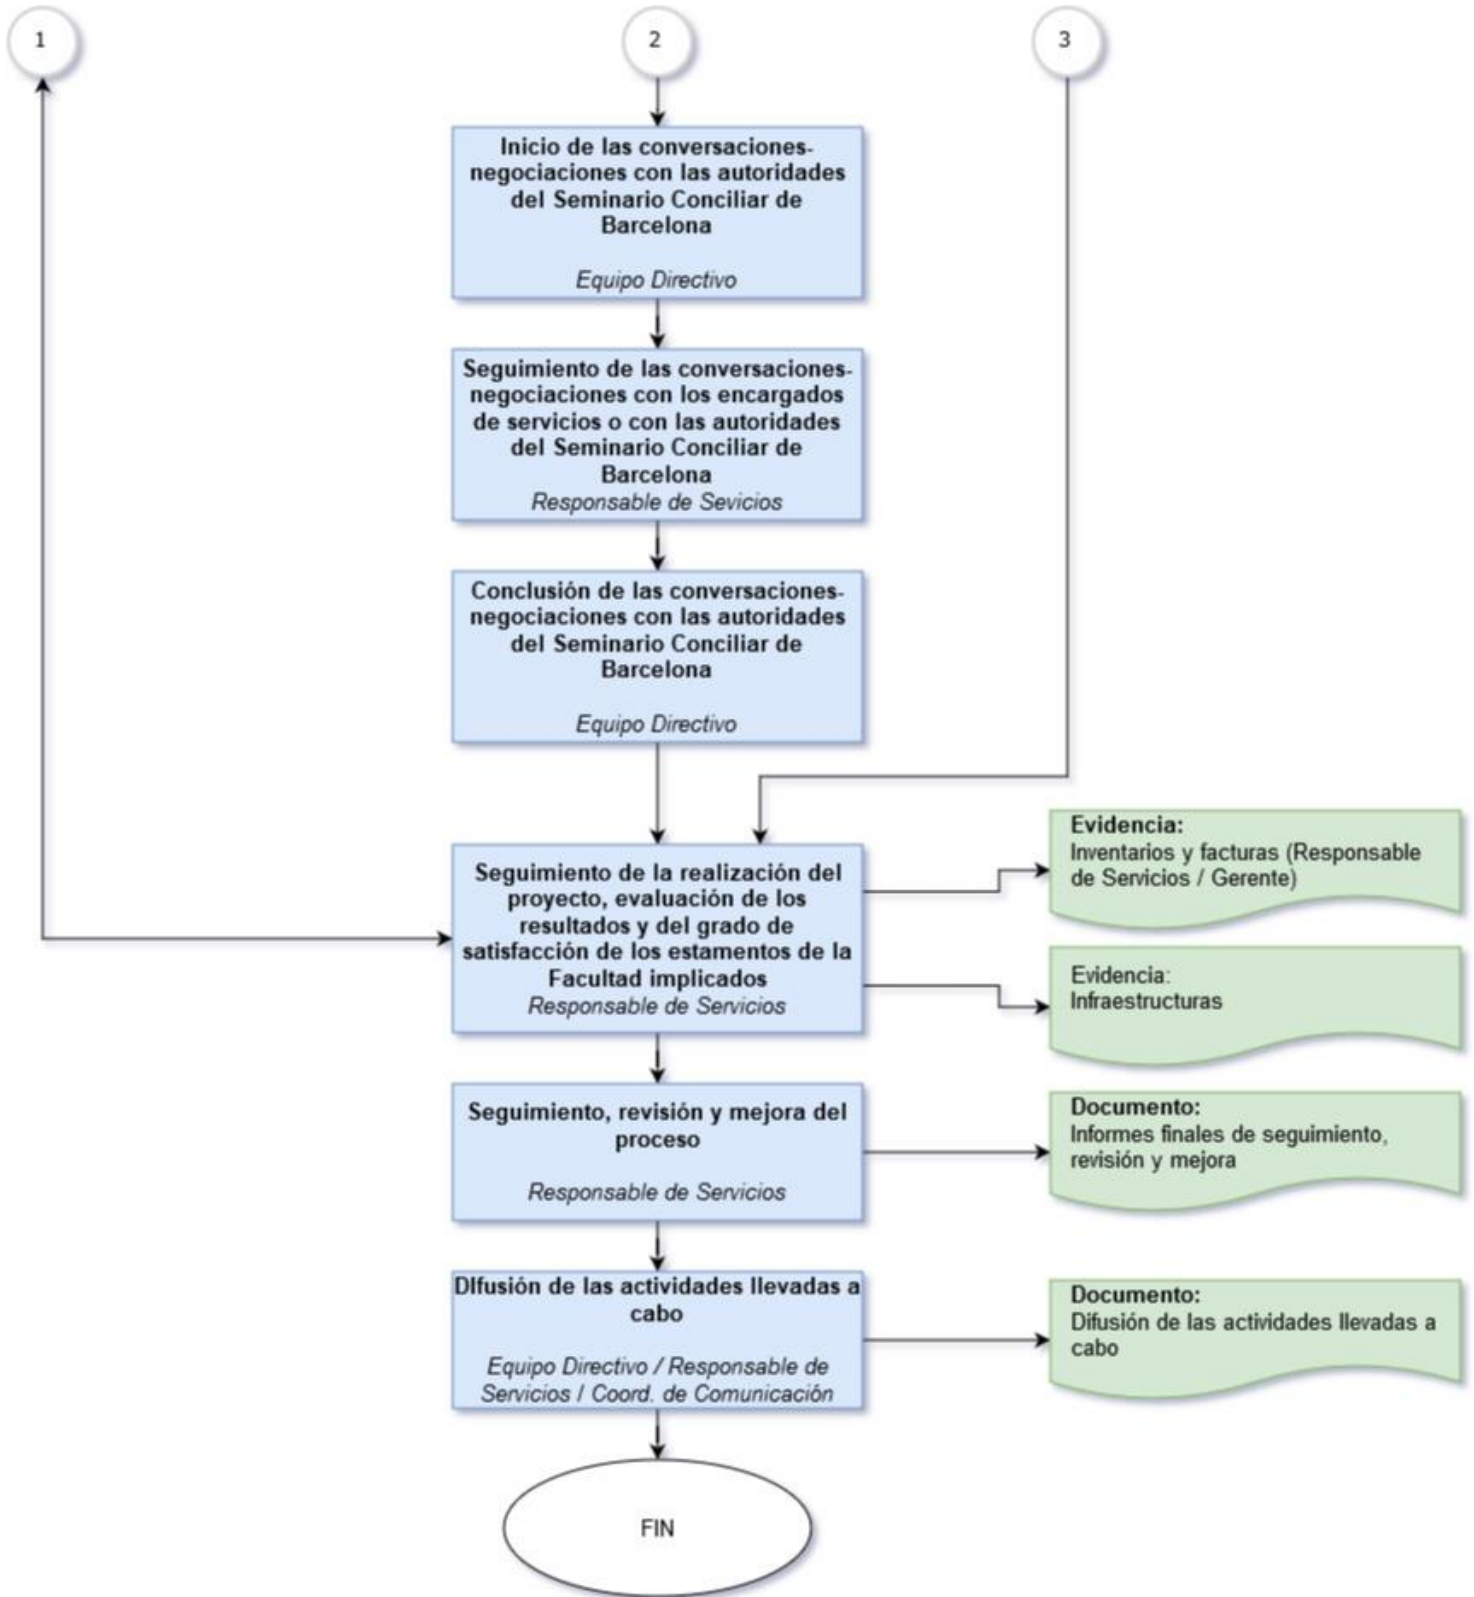 1
2
3
Inicio de las conversaciones-
negociaciones con las autoridades
del Seminario Conciliar de
Barcelona
Equipo Directivo
Seguimiento de las conversaciones-
negociaciones con los encargados
de servicios o con las autoridades
del Seminario Conciliar de
Barcelona
Responsable de Sevicios
Conclusión de las conversaciones-
negociaciones con las autoridades
del Seminario Conciliar de
Barcelona
Equipo Directivo
Seguimiento de la realización del
proyecto, evaluación de los
resultados y del grado de
satisfacción de los estamentos de la
Facultad implicados
Responsable de Servicios
Evidencia:
Inventarios y facturas (Responsable
de Servicios / Gerente)
Evidencia:
Infraestructuras
Seguimiento, revisión y mejora del
proceso
Responsable de Servicios
Documento:
Informes finales de seguimiento,
revisión y mejora
DIfusión de las actividades llevadas a
cabo
Equipo Directivo / Responsable de
Servicios / Coord. de Comunicación
Documento:
Difusión de las actividades llevadas a
cabo
FIN